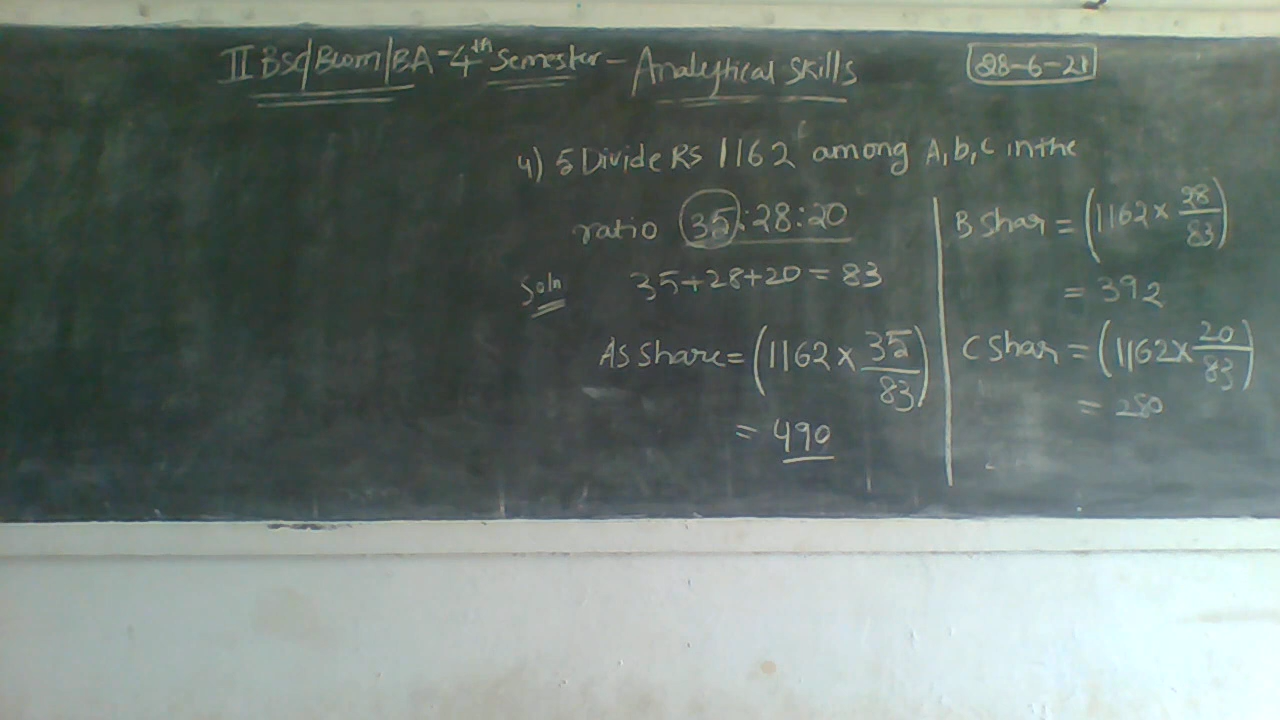 II BSc/Bcom/BA - 4th Semester - Analytical Skills
28-6-21
4) 5 Divide Rs 1162 among A, b, c in the
ratio 35:28:20
Soln 35+28+20 = 83
As Share = (1162 × 35/83)
= 490
B Shar = (1162 × 28/83)
= 392
C Shar = (1162 × 20/83)
= 280